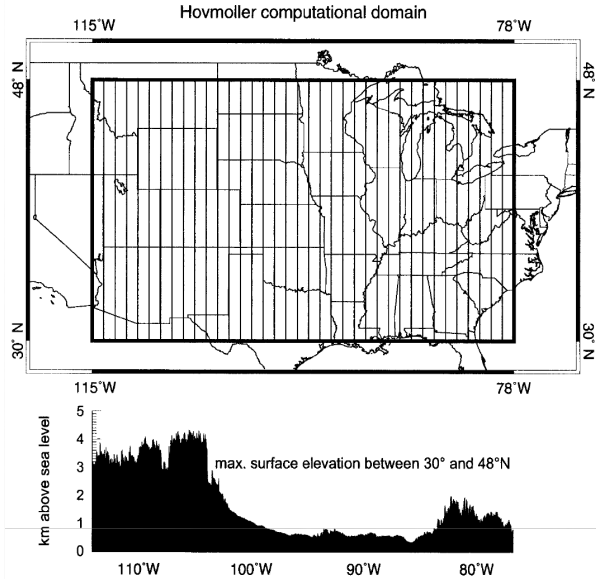 Hovmoller computational domain
115°W 78°W
48° N 48° N
30° N 30° N
115°W 78°W
5
4
3
2
1
0
km above sea level
max. surface elevation between 30° and 48°N
110°W 100°W 90°W 80°W